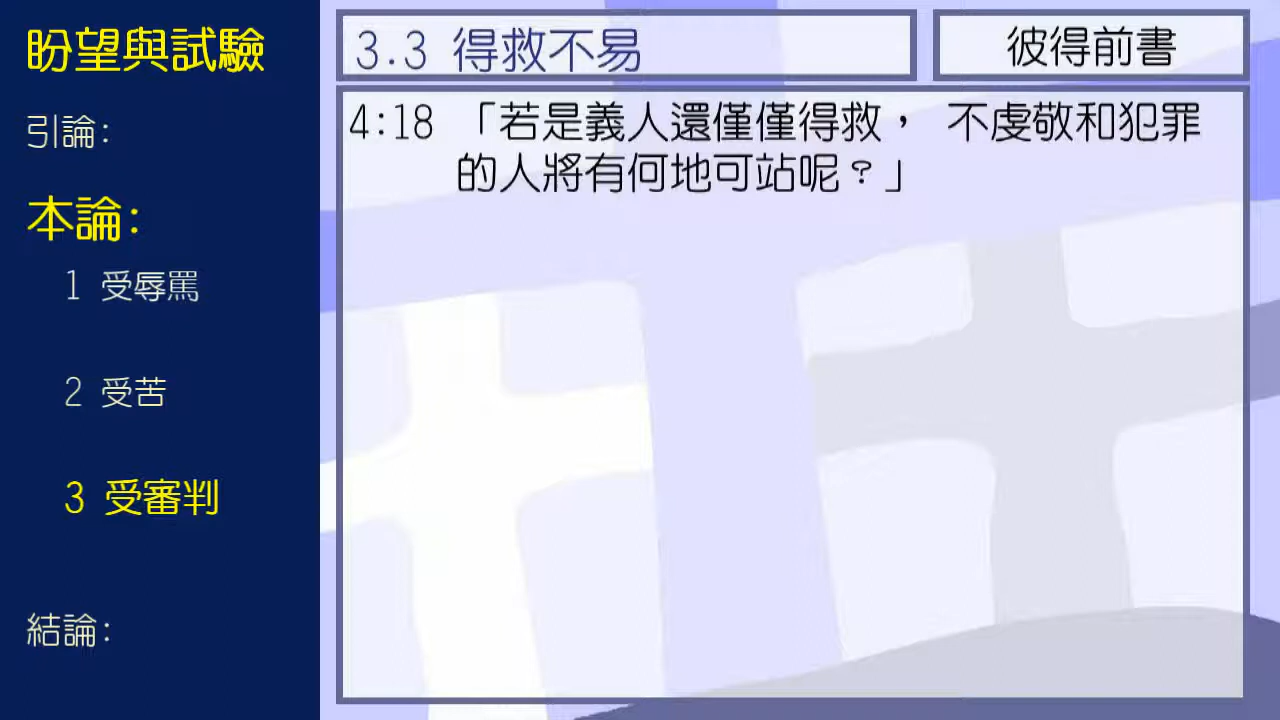 盼望與試驗
引論:
本論:
1 受辱罵
2 受苦
3 受審判
結論:
3.3 得救不易
彼得前書
4:18 「若是義人還僅僅得救， 不虔敬和犯罪
的人將有何地可站呢？」